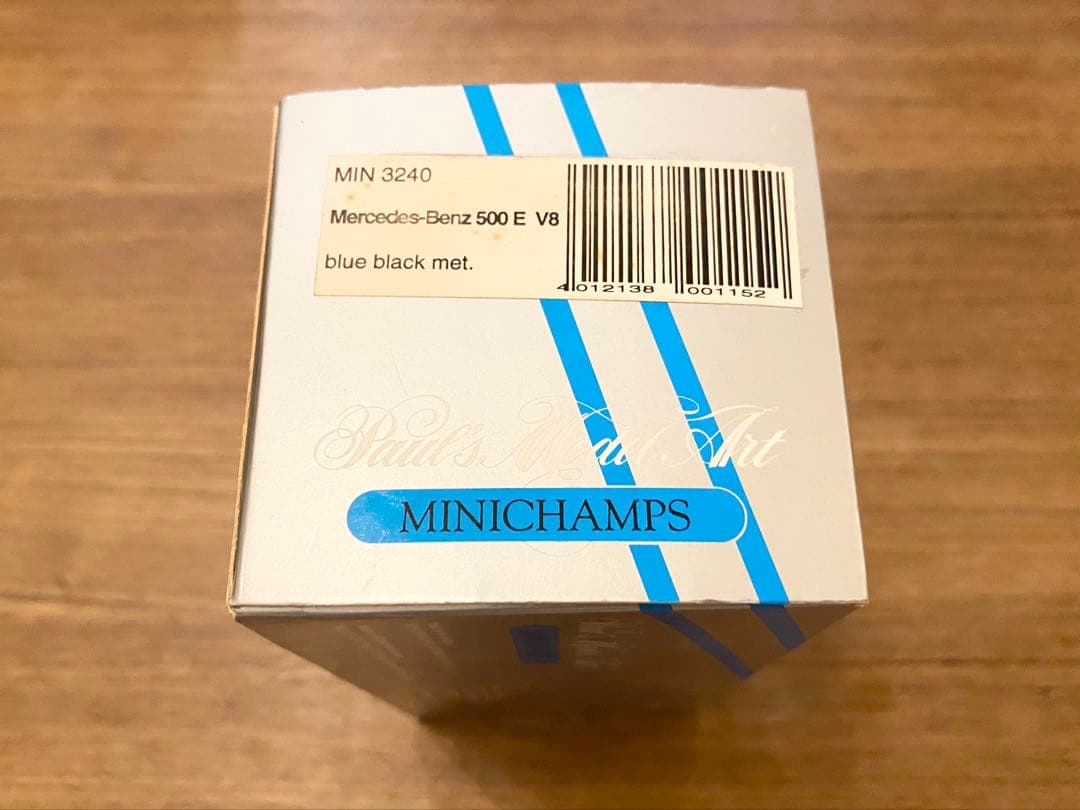 MIN 3240
Mercedes-Benz 500 E V8
blue black met.
4 012138 001152
Paul's Model Art
MINICHAMPS